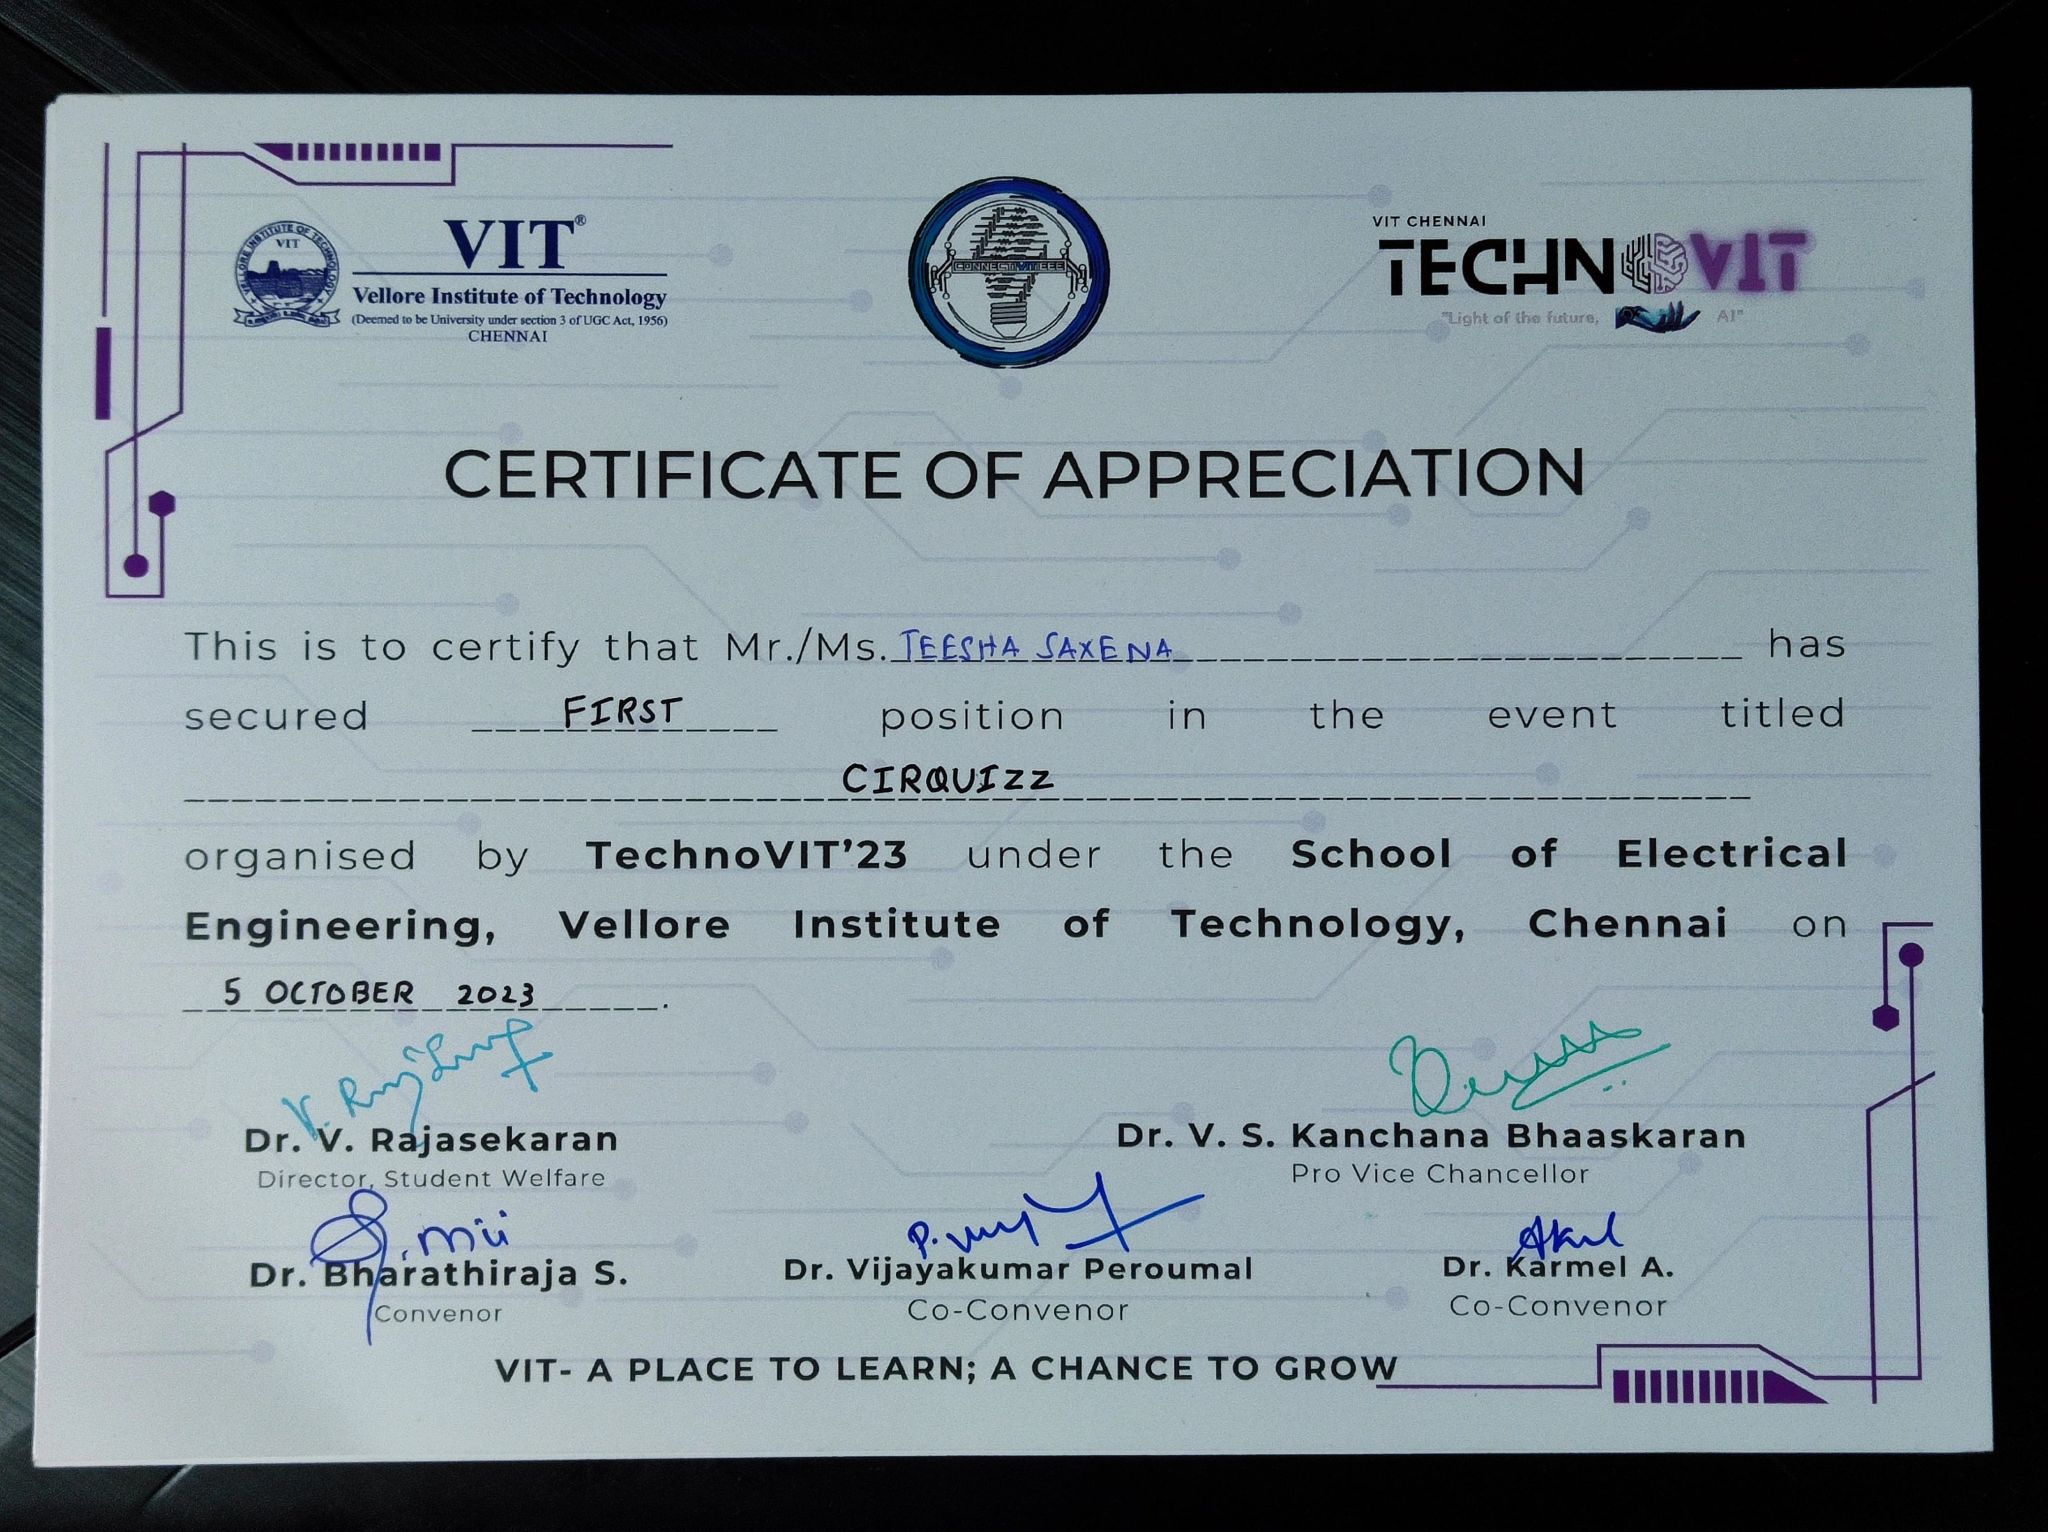 VELLORE INSTITUTE OF TECHNOLOGY
VIT
VIT®
Vellore Institute of Technology
(Deemed to be University under section 3 of UGC Act, 1956)
CHENNAI
CONNECTIVITEEE
VIT CHENNAI
TECHNOVIT
"Light of the future, AI"
CERTIFICATE OF APPRECIATION
This is to certify that Mr./Ms. TEESHA SAXENA has
secured FIRST position in the event titled
CIRQUIZZ
organised by TechnoVIT'23 under the School of Electrical
Engineering, Vellore Institute of Technology, Chennai on
5 OCTOBER 2023.
Dr. V. Rajasekaran
Director, Student Welfare
Dr. V. S. Kanchana Bhaaskaran
Pro Vice Chancellor
Dr. Bharathiraja S.
Convenor
Dr. Vijayakumar Peroumal
Co-Convenor
Dr. Karmel A.
Co-Convenor
VIT- A PLACE TO LEARN; A CHANCE TO GROW